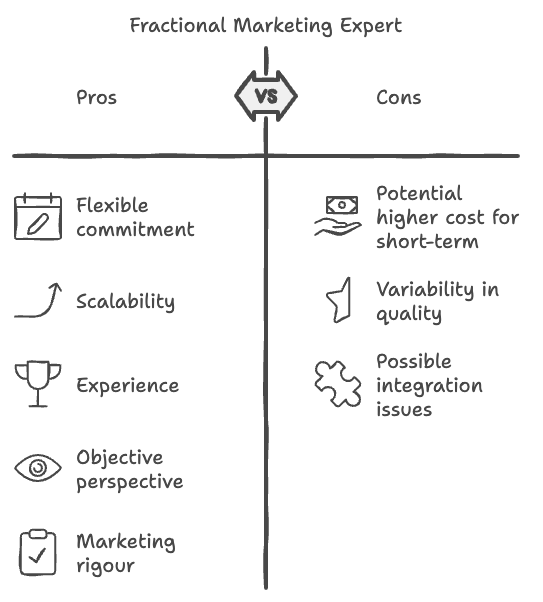 Fractional Marketing Expert
Pros
VS
Cons
Flexible
commitment
Scalability
Experience
Objective
perspective
Marketing
rigour
Potential
higher cost for
short-term
Variability in
quality
Possible
integration
issues